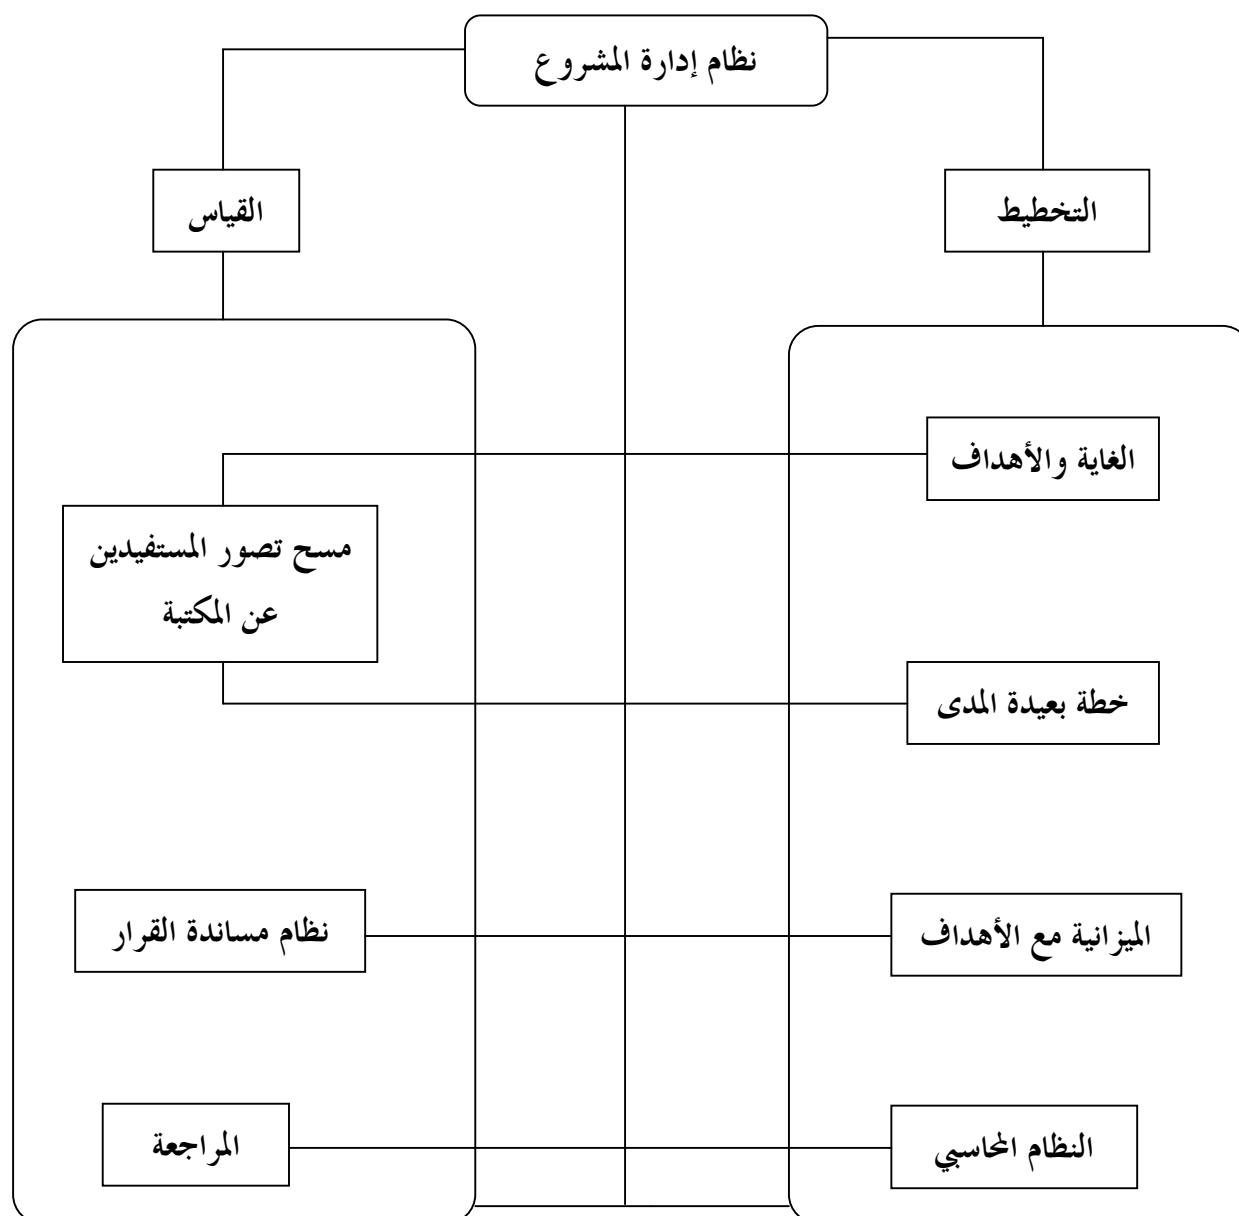 نظام إدارة المشروع
التخطيط
القياس
الغاية والأهداف
مسح تصور المستفيدين
عن المكتبة
خطة بعيدة المدى
الميزانية مع الأهداف
نظام مساندة القرار
النظام المحاسبي
المراجعة